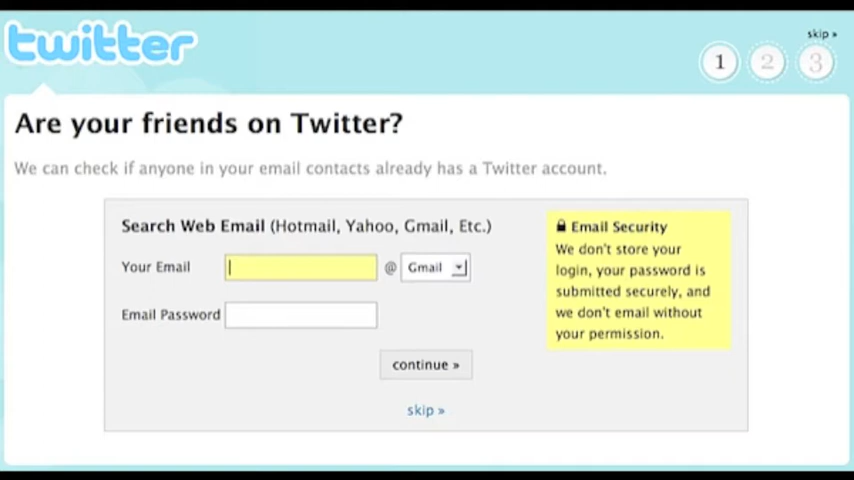 twitter
skip »
1 2 3
Are your friends on Twitter?
We can check if anyone in your email contacts already has a Twitter account.
Search Web Email (Hotmail, Yahoo, Gmail, Etc.)
Your Email @ Gmail
Email Password
continue »
skip »
Email Security
We don't store your
login, your password is
submitted securely, and
we don't email without
your permission.